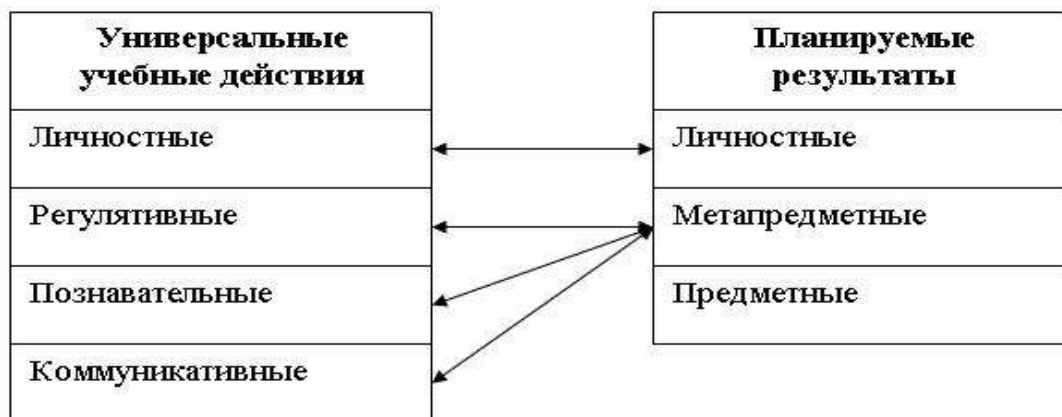 Универсальные
учебные действия
Личностные
Регулятивные
Познавательные
Коммуникативные
Планируемые
результаты
Личностные
Метапредметные
Предметные